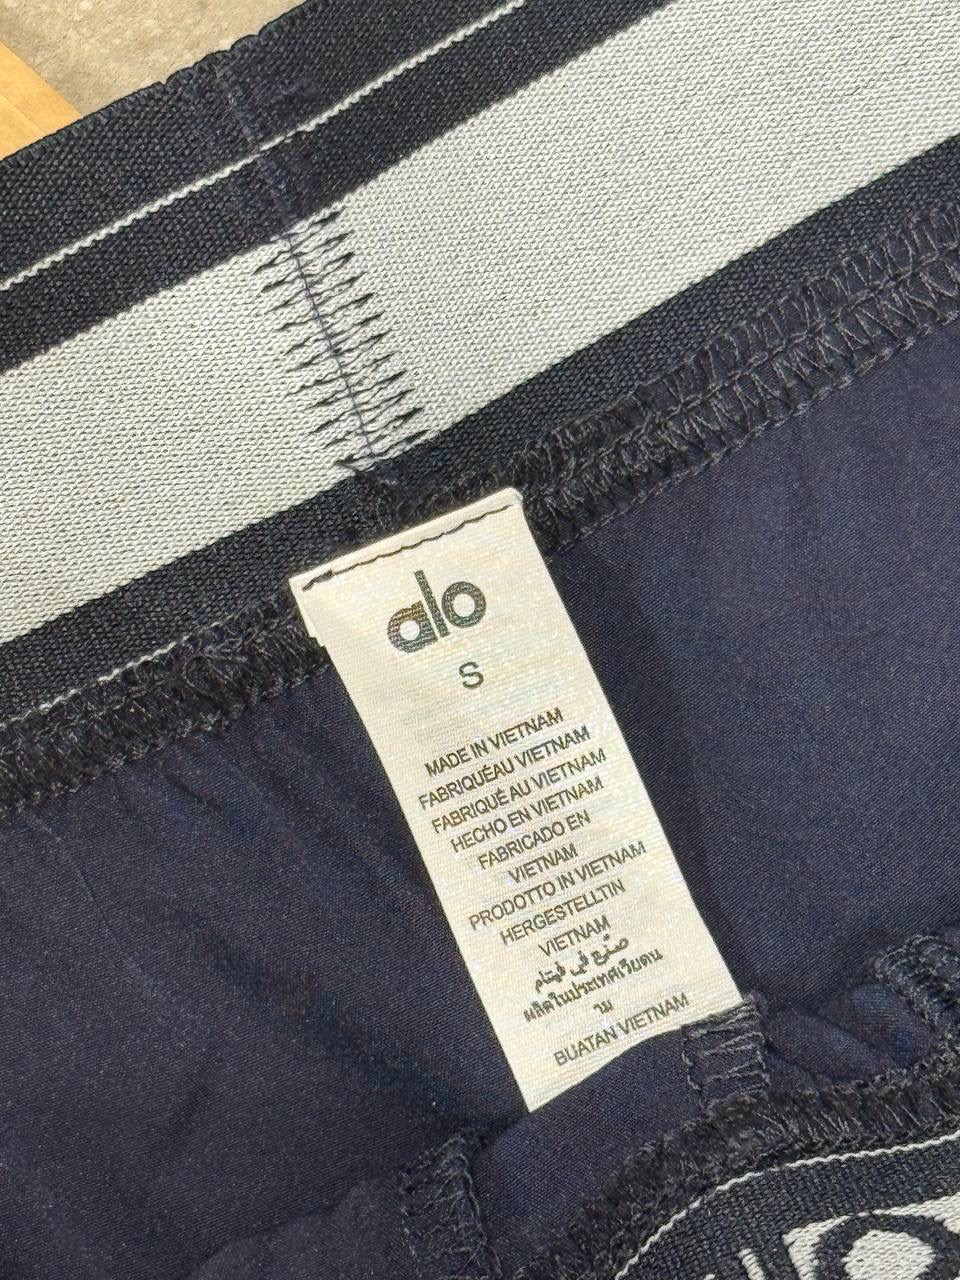 alo
S
MADE IN VIETNAM
FABRIQUÉAU VIETNAM
FABRIQUÉ AU VIETNAM
HECHO EN VIETNAM
FABRICADO EN
VIETNAM
PRODOTTO IN VIETNAM
HERGESTELLTIN
VIETNAM
صنع في فيتنام
ผลิตในประเทศเวียดน
าม
BUATAN VIETNAM